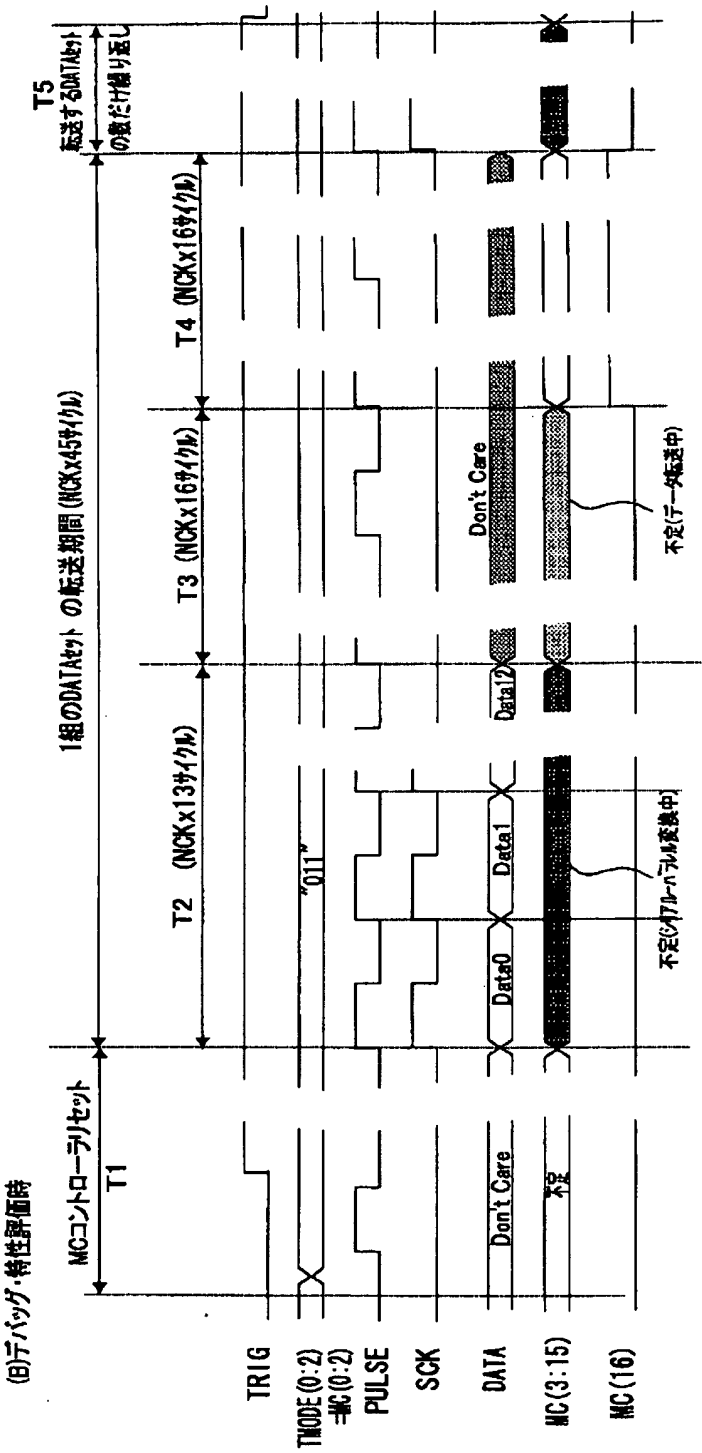 (B)デバッグ・特性評価時
MCコントローラリセット
T1
1組のDATAセット の転送期間 (NCKx45サイクル)
T2 (NCKx13サイクル)
T3 (NCKx16サイクル)
T4 (NCKx16サイクル)
T5
転送するDATAセット
の数だけ繰り返し
TRIG
TMODE(0:2)
=MC(0:2)
"011"
PULSE
SCK
DATA
Don't Care
Data0
Data1
Data12
Don't Care
MC(3:15)
不定
不定(シリアルーパラレル変換中)
不定(データ転送中)
MC(16)